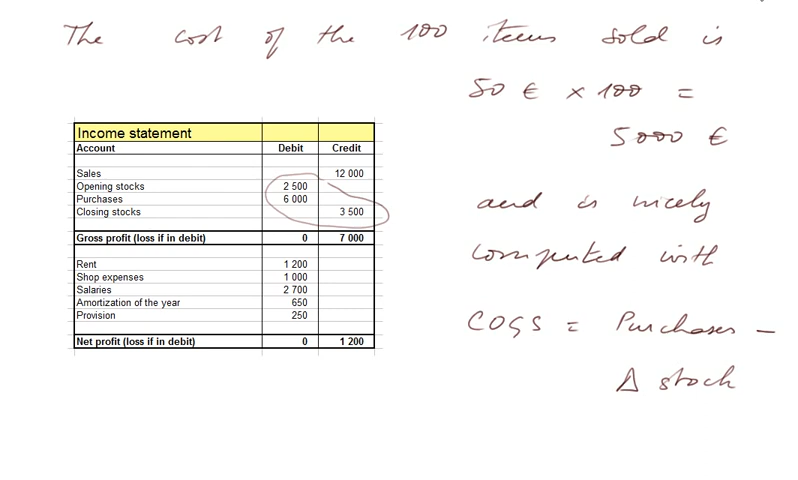 The cost of the 100 items sold is
50 € x 100 =
5000 €
and is nicely
computed with
COGS = Purchases -
Δ stock
Income statement
Account Debit Credit
Sales 12 000
Opening stocks 2 500
Purchases 6 000
Closing stocks 3 500
Gross profit (loss if in debit) 0 7 000
Rent 1 200
Shop expenses 1 000
Salaries 2 700
Amortization of the year 650
Provision 250
Net profit (loss if in debit) 0 1 200